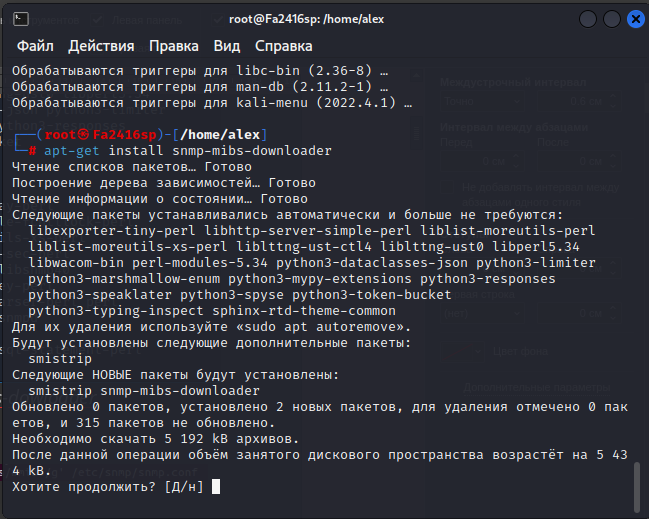 root@Fa2416sp: /home/alex
Файл Действия Правка Вид Справка
Обрабатываются триггеры для libc-bin (2.36-8) …
Обрабатываются триггеры для man-db (2.11.2-1) …
Обрабатываются триггеры для kali-menu (2022.4.1) …
┌──(root㉿Fa2416sp)-[/home/alex]
└─# apt-get install snmp-mibs-downloader
Чтение списков пакетов… Готово
Построение дерева зависимостей… Готово
Чтение информации о состоянии… Готово
Следующие пакеты устанавливались автоматически и больше не требуются:
libexporter-tiny-perl libhttp-server-simple-perl liblist-moreutils-perl
liblist-moreutils-xs-perl liblttng-ust-ctl4 liblttng-ust0 libperl5.34
libwacom-bin perl-modules-5.34 python3-dataclasses-json python3-limiter
python3-marshmallow-enum python3-mypy-extensions python3-responses
python3-speaklater python3-spyse python3-token-bucket
python3-typing-inspect sphinx-rtd-theme-common
Для их удаления используйте «sudo apt autoremove».
Будут установлены следующие дополнительные пакеты:
smistrip
Следующие НОВЫЕ пакеты будут установлены:
smistrip snmp-mibs-downloader
Обновлено 0 пакетов, установлено 2 новых пакетов, для удаления отмечено 0 пак
етов, и 315 пакетов не обновлено.
Необходимо скачать 5 192 kB архивов.
После данной операции объём занятого дискового пространства возрастёт на 5 43
4 kB.
Хотите продолжить? [Д/н]